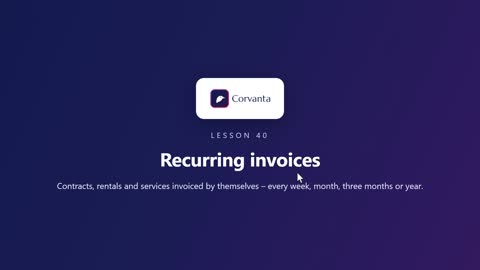 Corvanta
LESSON 40
Recurring invoices
Contracts, rentals and services invoiced by themselves – every week, month, three months or year.